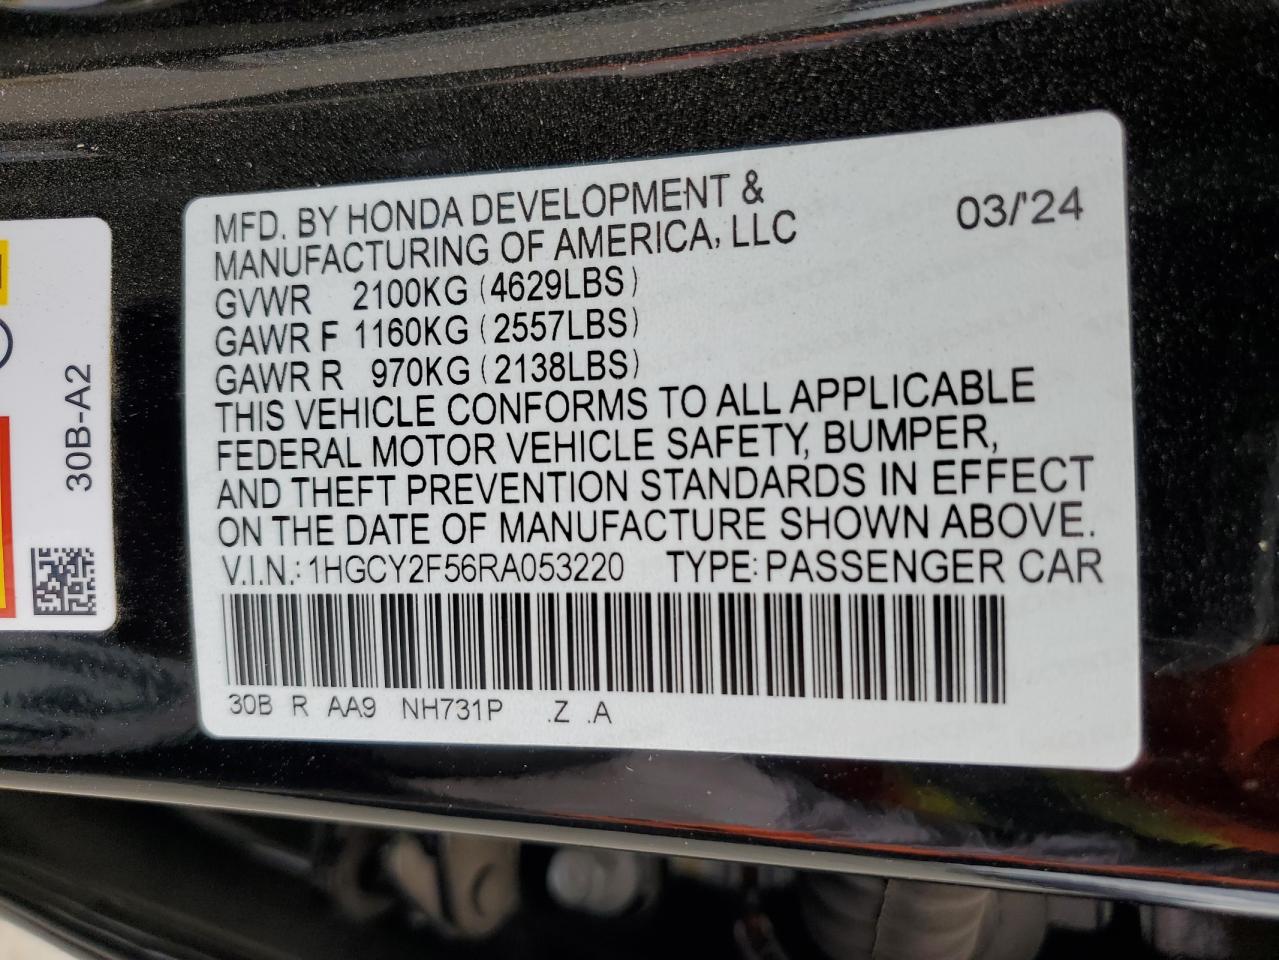 MFD. BY HONDA DEVELOPMENT &
MANUFACTURING OF AMERICA, LLC
03/'24
GVWR 2100KG (4629LBS)
GAWR F 1160KG (2557LBS)
GAWR R 970KG (2138LBS)
THIS VEHICLE CONFORMS TO ALL APPLICABLE
FEDERAL MOTOR VEHICLE SAFETY, BUMPER,
AND THEFT PREVENTION STANDARDS IN EFFECT
ON THE DATE OF MANUFACTURE SHOWN ABOVE.
V.I.N.: 1HGCY2F56RA053220 TYPE: PASSENGER CAR
30B R AA9 NH731P .Z .A
30B-A2